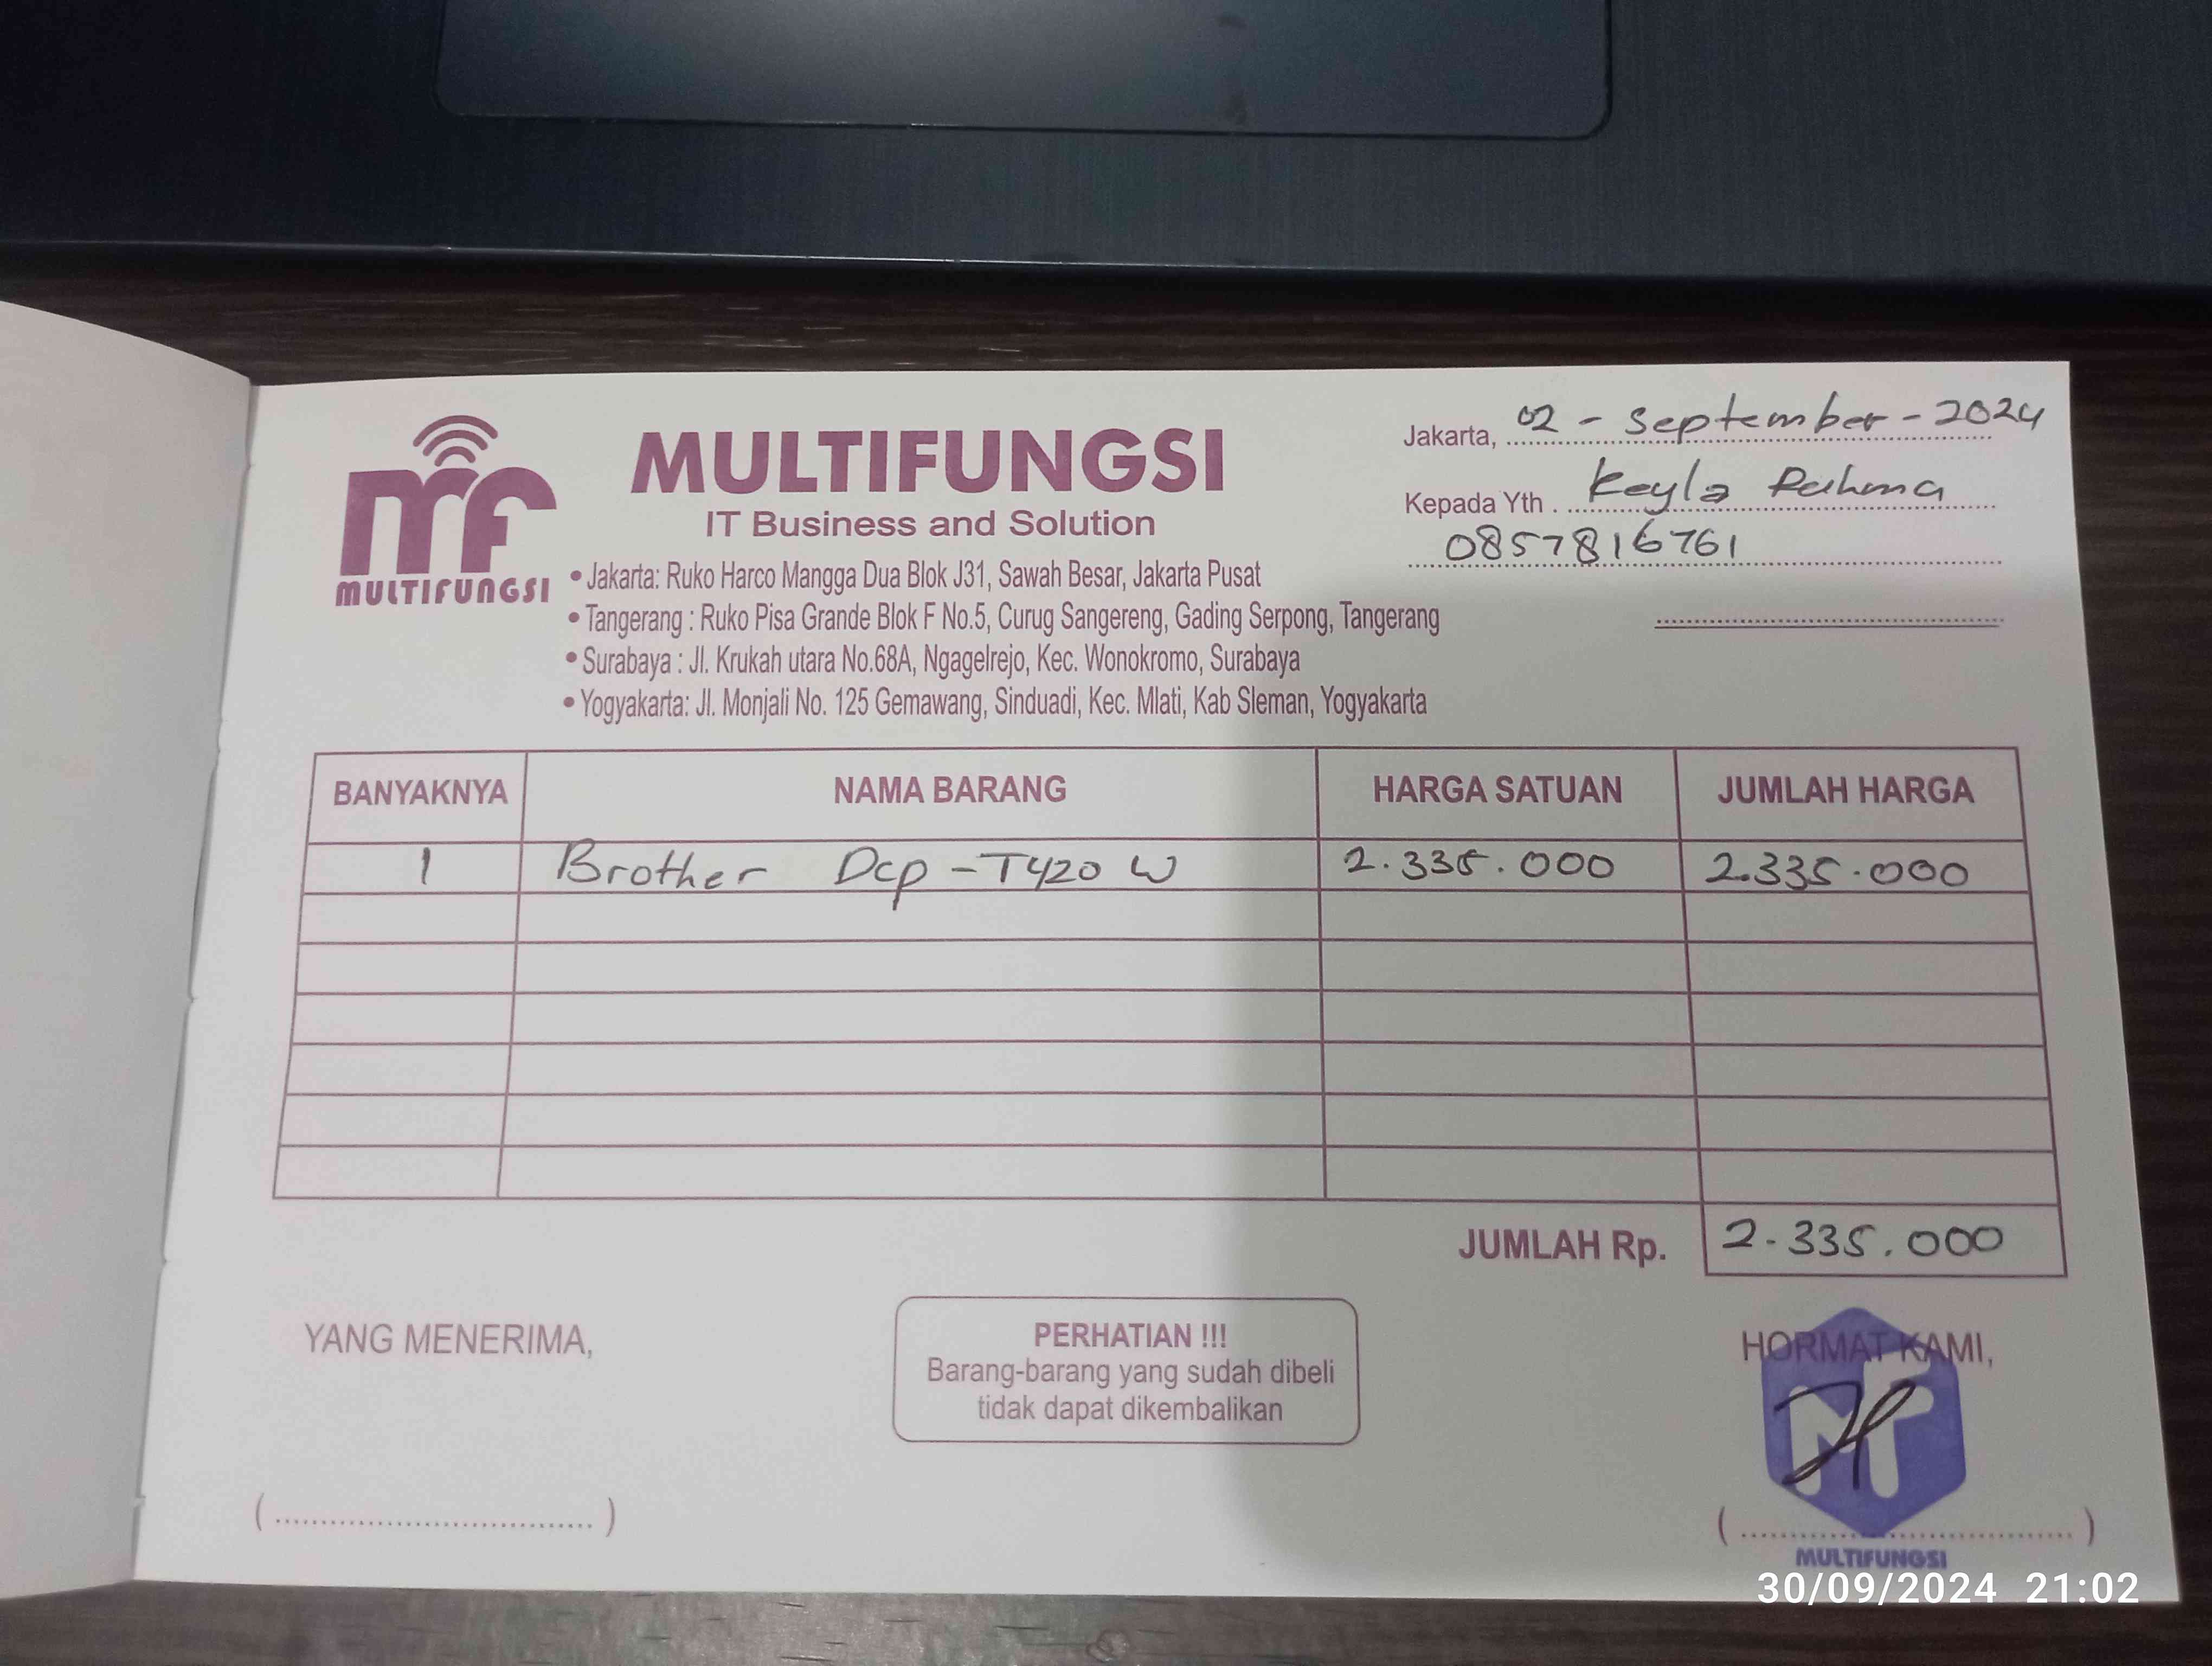 mf
MULTIFUNGSI
MULTIFUNGSI
IT Business and Solution
• Jakarta: Ruko Harco Mangga Dua Blok J31, Sawah Besar, Jakarta Pusat
• Tangerang : Ruko Pisa Grande Blok F No.5, Curug Sangereng, Gading Serpong, Tangerang
• Surabaya : Jl. Krukah utara No.68A, Ngagelrejo, Kec. Wonokromo, Surabaya
• Yogyakarta: Jl. Monjali No. 125 Gemawang, Sinduadi, Kec. Mlati, Kab Sleman, Yogyakarta
Jakarta, 02 - September - 2024
Kepada Yth . Keyla Rahma
0857816761
BANYAKNYA NAMA BARANG HARGA SATUAN JUMLAH HARGA
1 Brother Dcp - T420 W 2.335.000 2.335.000
JUMLAH Rp. 2.335.000
YANG MENERIMA,
PERHATIAN !!!
Barang-barang yang sudah dibeli
tidak dapat dikembalikan
HORMAT KAMI,
MULTIFUNGSI
30/09/2024 21:02